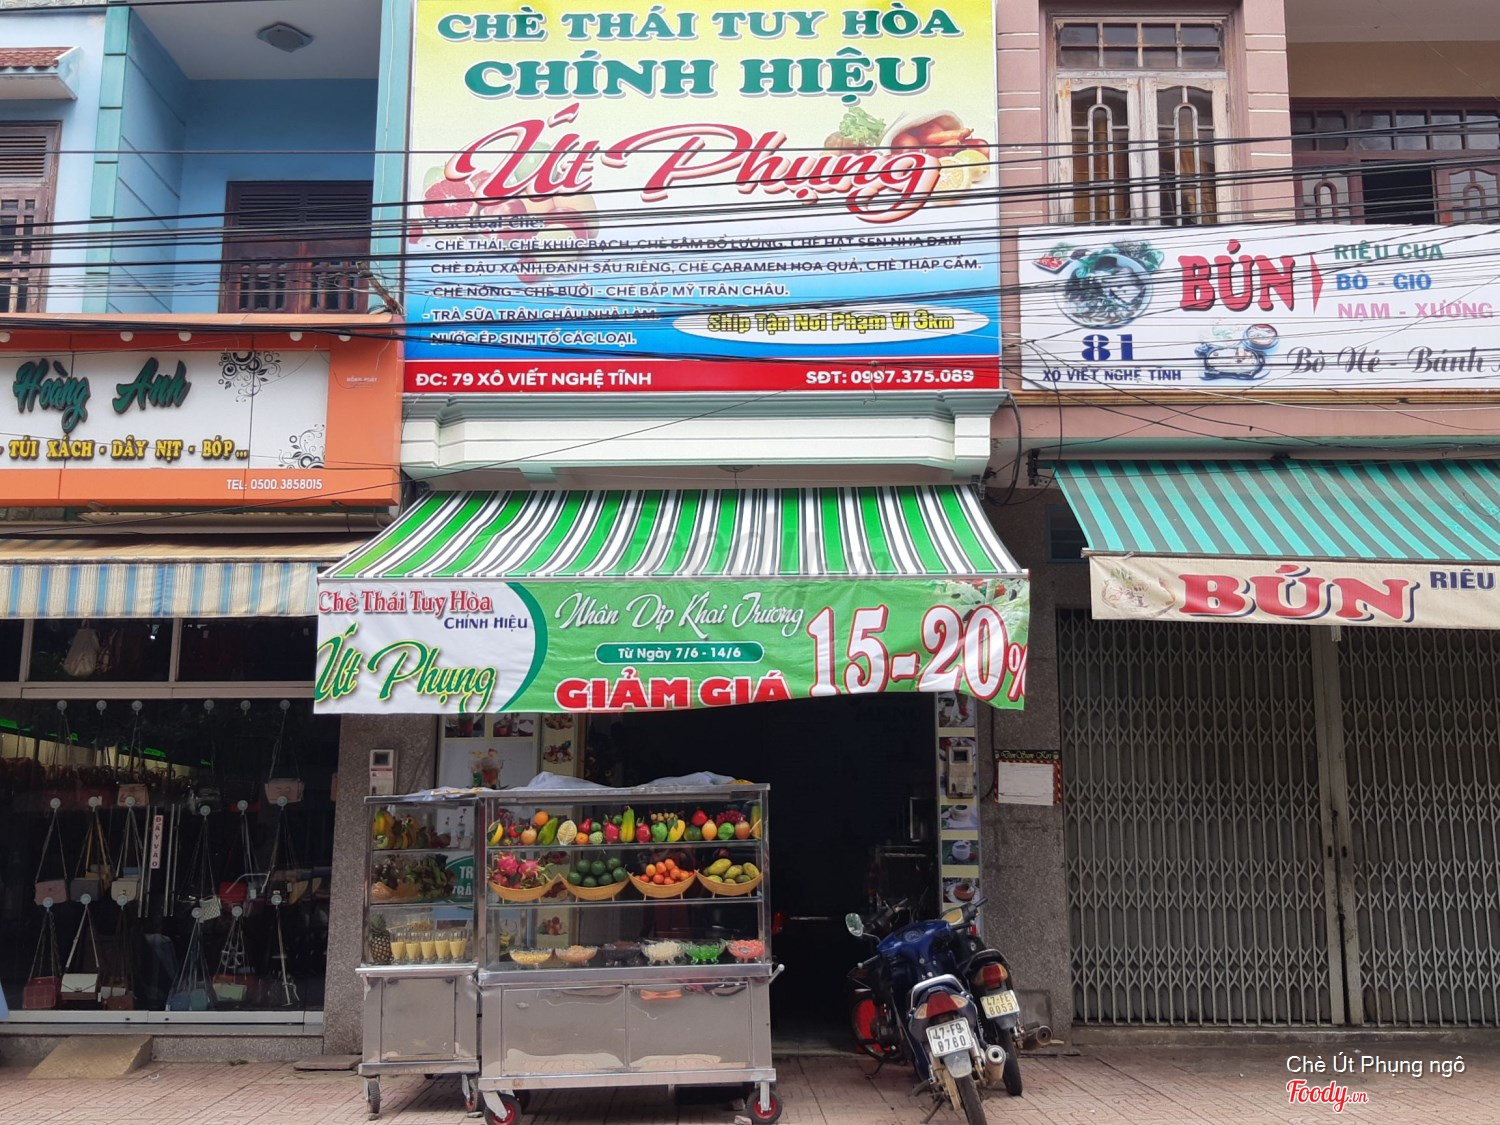 CHÈ THÁI TUY HÒA
CHÍNH HIỆU
Út Phụng
Các Loại Chè:
- CHÈ THÁI, CHÈ KHÚC BẠCH, CHÈ SÂM BỔ LƯỢNG, CHÈ HẠT SEN NHA ĐAM
CHÈ ĐẬU XANH ĐÁNH SẦU RIÊNG, CHÈ CARAMEN HOA QUẢ, CHÈ THẬP CẨM.
- CHÈ NÓNG - CHÈ BƯỞI - CHÈ BẮP MỸ TRÂN CHÂU.
- TRÀ SỮA TRÂN CHÂU NHÀ LÀM.
NƯỚC ÉP SINH TỐ CÁC LOẠI.
Ship Tận Nơi Phạm Vi 3km
ĐC: 79 XÔ VIẾT NGHỆ TĨNH
SĐT: 0997.375.089
BÚN
RIÊU CUA
BÒ - GIÒ
NẠM - XƯƠNG
81
XÔ VIẾT NGHỆ TĨNH
Bò Né - Bánh
Hoàng Anh
TÚI XÁCH - DÂY NỊT - BÓP...
TEL: 0500.3858015
Chè Thái Tuy Hòa
CHÍNH HIỆU
Út Phụng
Nhân Dịp Khai Trương
Từ Ngày 7/6 - 14/6
GIẢM GIÁ
15-20%
BÚN
RIÊU
ĐẨY VÀO
47-F9
8760
47-FE
8053
Chè Út Phụng ngô
Foody.vn